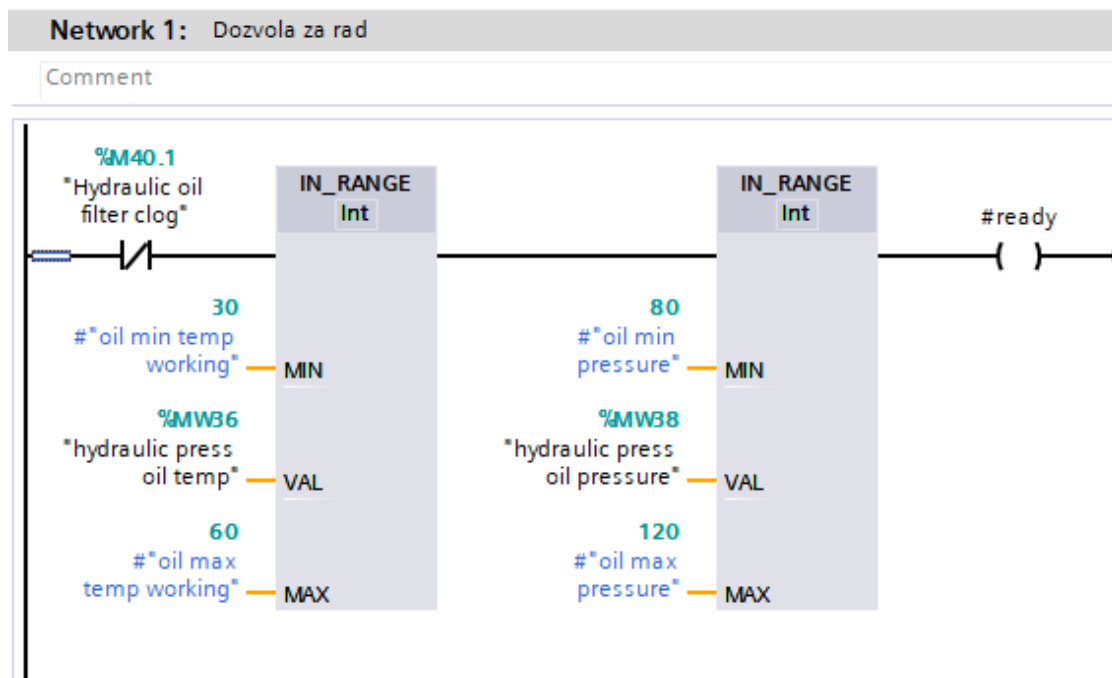 Network 1: Dozvola za rad
Comment
%M40.1
"Hydraulic oil
filter clog"
IN_RANGE
Int
IN_RANGE
Int
#ready
30
#"oil min temp
working"
MIN
80
#"oil min
pressure"
MIN
%MW36
"hydraulic press
oil temp"
VAL
%MW38
"hydraulic press
oil pressure"
VAL
60
#"oil max
temp working"
MAX
120
#"oil max
pressure"
MAX